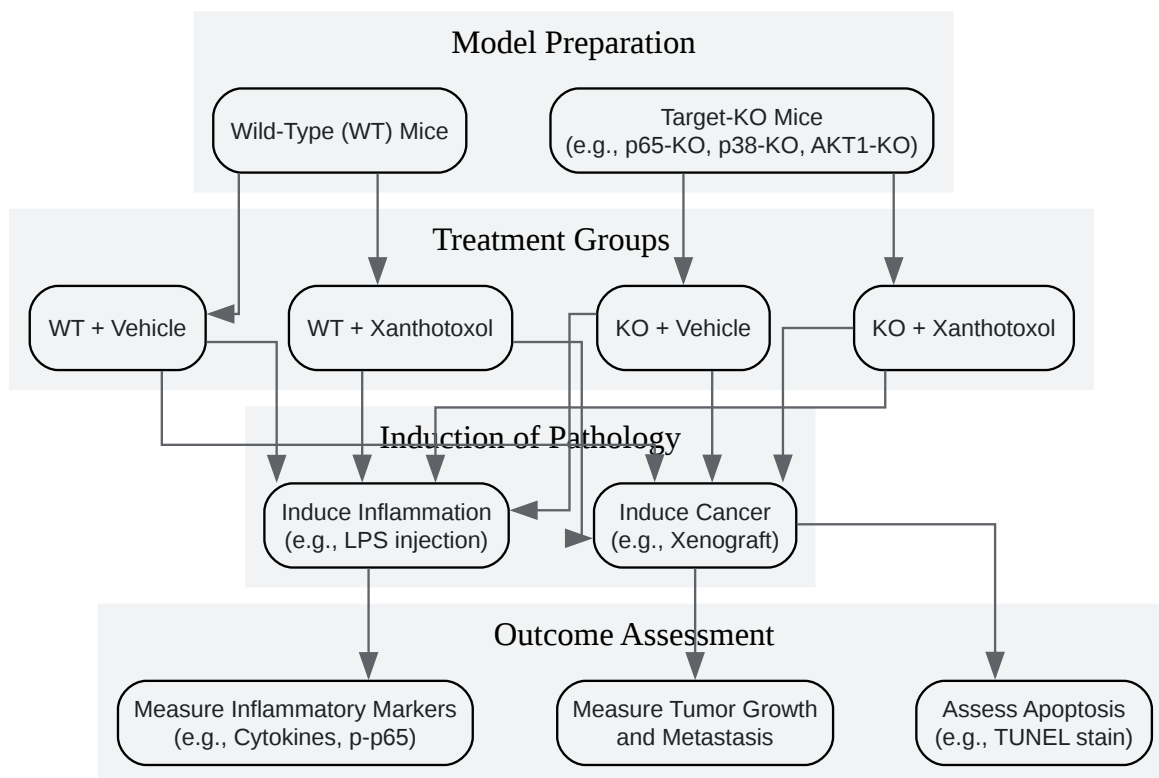 Model Preparation
Wild-Type (WT) Mice
Target-KO Mice
(e.g., p65-KO, p38-KO, AKT1-KO)
Treatment Groups
WT + Vehicle
WT + Xanthotoxol
KO + Vehicle
KO + Xanthotoxol
Induction of Pathology
Induce Inflammation
(e.g., LPS injection)
Induce Cancer
(e.g., Xenograft)
Outcome Assessment
Measure Inflammatory Markers
(e.g., Cytokines, p-p65)
Measure Tumor Growth
and Metastasis
Assess Apoptosis
(e.g., TUNEL stain)